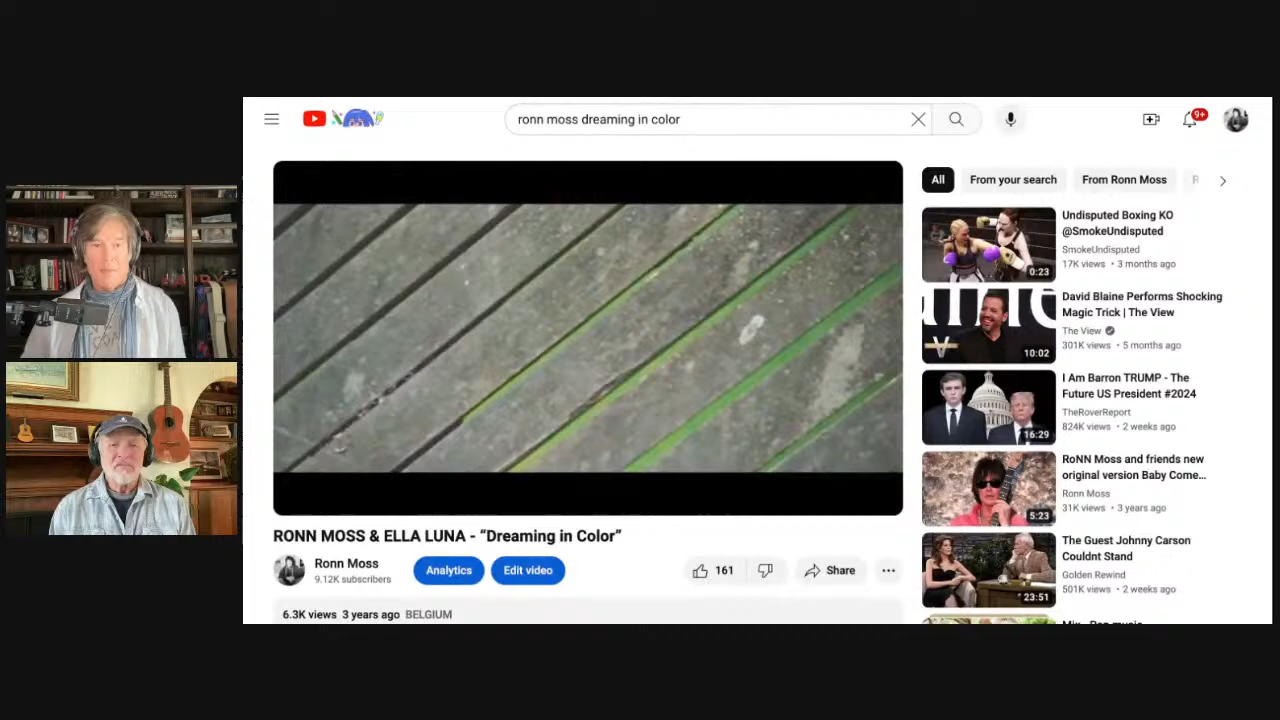 ronn moss dreaming in color
9+
All
From your search
From Ronn Moss
R
Undisputed Boxing KO
@SmokeUndisputed
SmokeUndisputed
17K views • 3 months ago
0:23
David Blaine Performs Shocking
Magic Trick | The View
The View
301K views • 5 months ago
10:02
I Am Barron TRUMP - The
Future US President #2024
TheRoverReport
824K views • 2 weeks ago
16:29
RoNN Moss and friends new
original version Baby Come...
Ronn Moss
31K views • 3 years ago
5:23
The Guest Johnny Carson
Couldnt Stand
Golden Rewind
501K views • 2 weeks ago
23:51
RONN MOSS & ELLA LUNA - “Dreaming in Color”
Ronn Moss
9.12K subscribers
Analytics
Edit video
161
Share
6.3K views 3 years ago BELGIUM